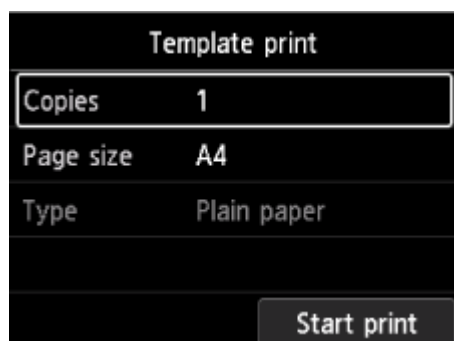 Template print
Copies 1
Page size A4
Type Plain paper
Start print